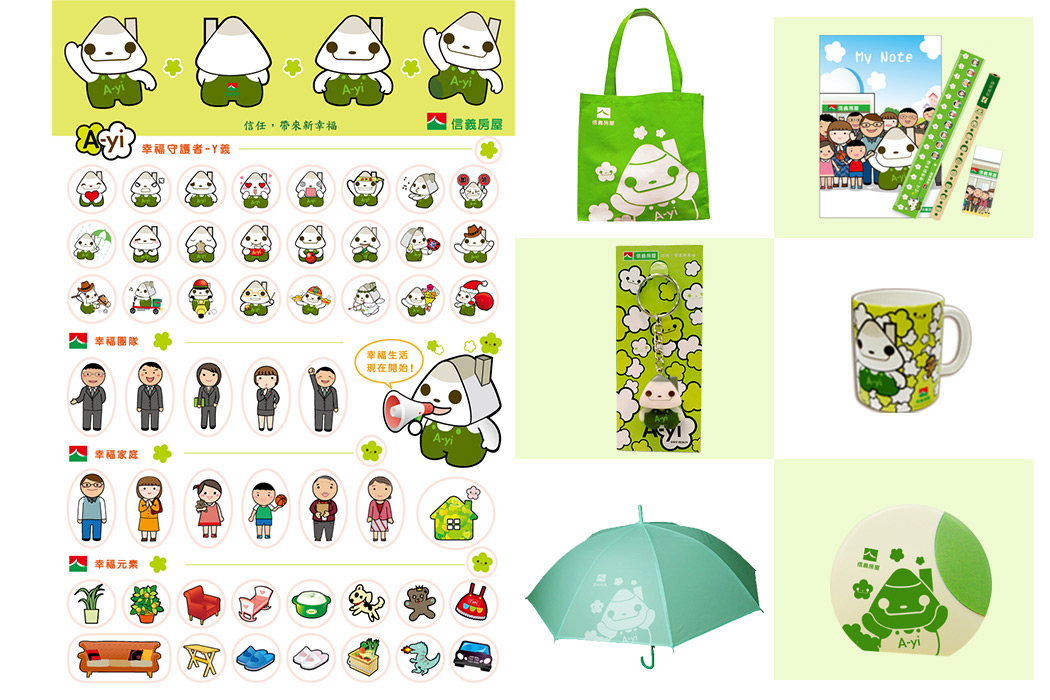 A-yi
A-yi
A-yi
信任，帶來新幸福
信義房屋
A-yi
幸福守護者-Y義
幸福團隊
幸福生活
現在開始！
A-yi
幸福家庭
幸福元素
信義房屋
A-yi
My Note
信義房屋
A-yi
A-yi
信義房屋
A-yi
信義房屋
A-yi